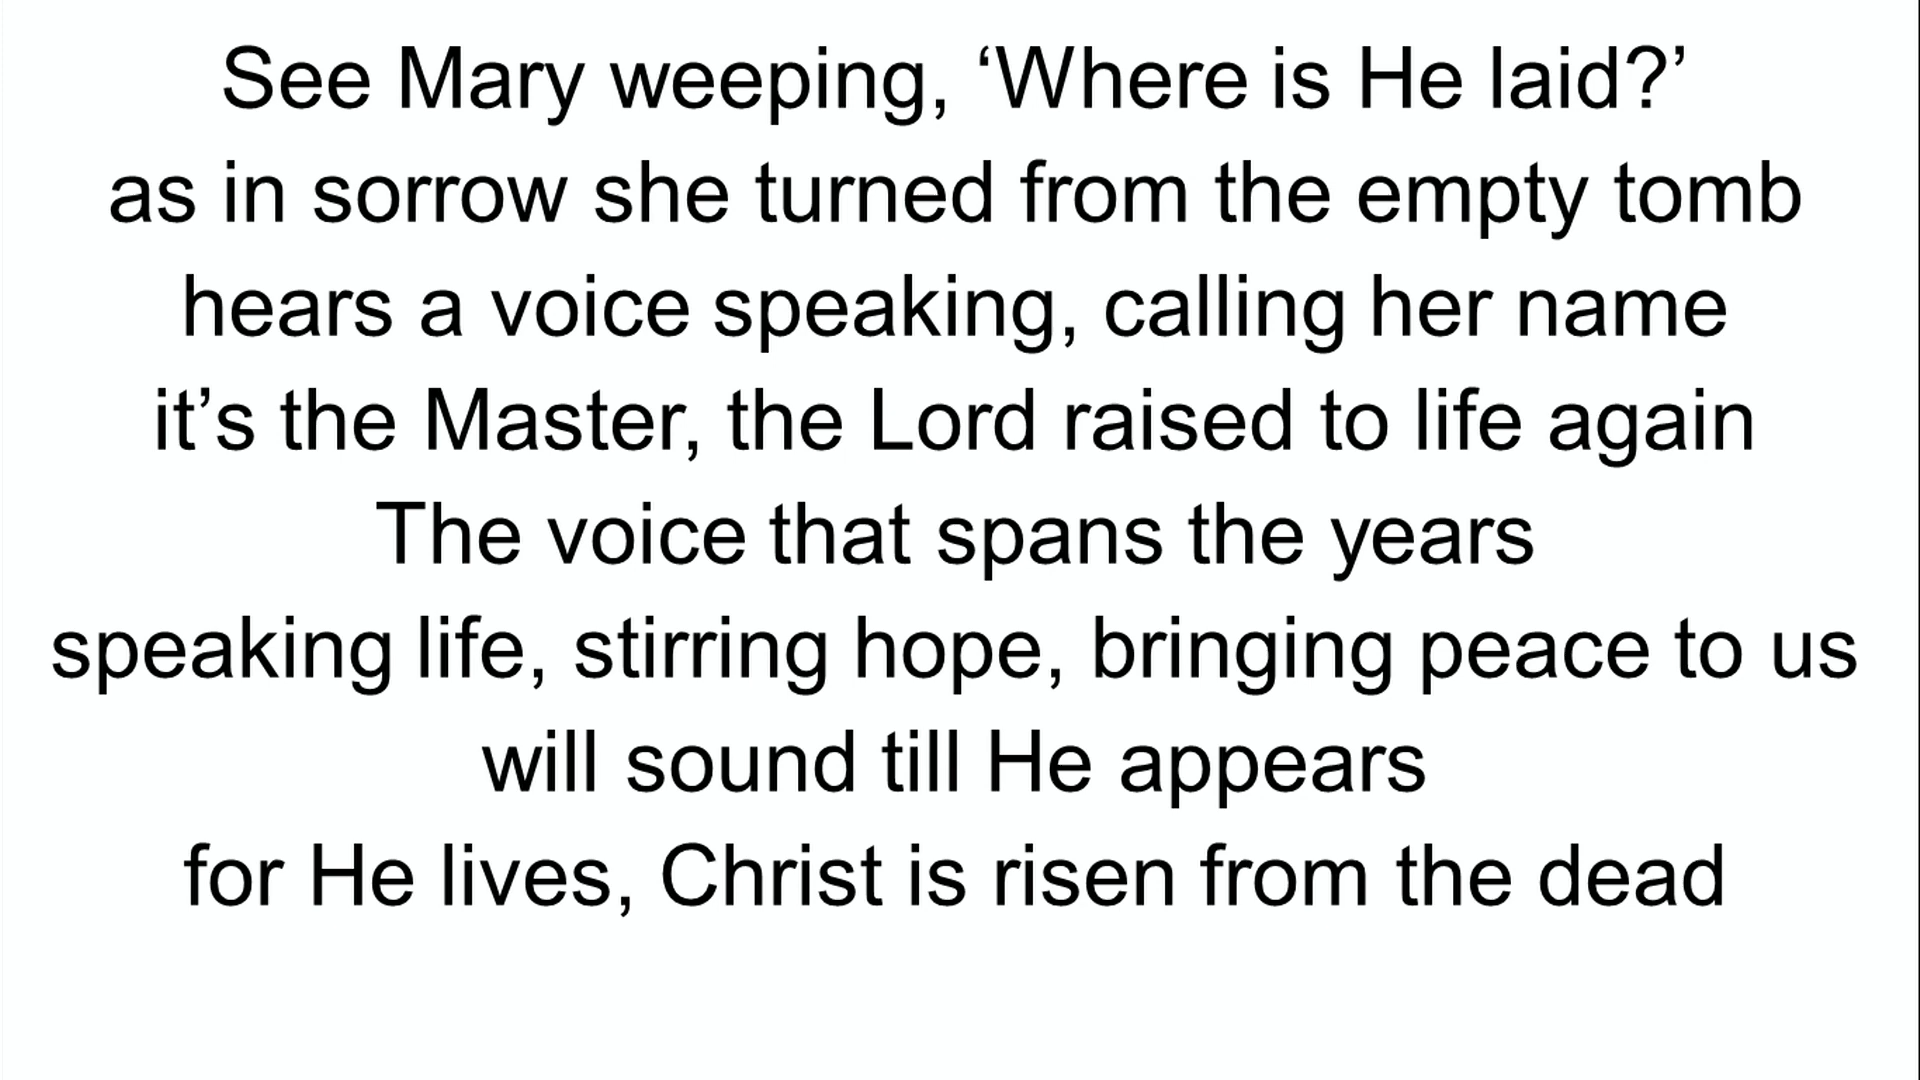 See Mary weeping, ‘Where is He laid?’
as in sorrow she turned from the empty tomb
hears a voice speaking, calling her name
it’s the Master, the Lord raised to life again
The voice that spans the years
speaking life, stirring hope, bringing peace to us
will sound till He appears
for He lives, Christ is risen from the dead